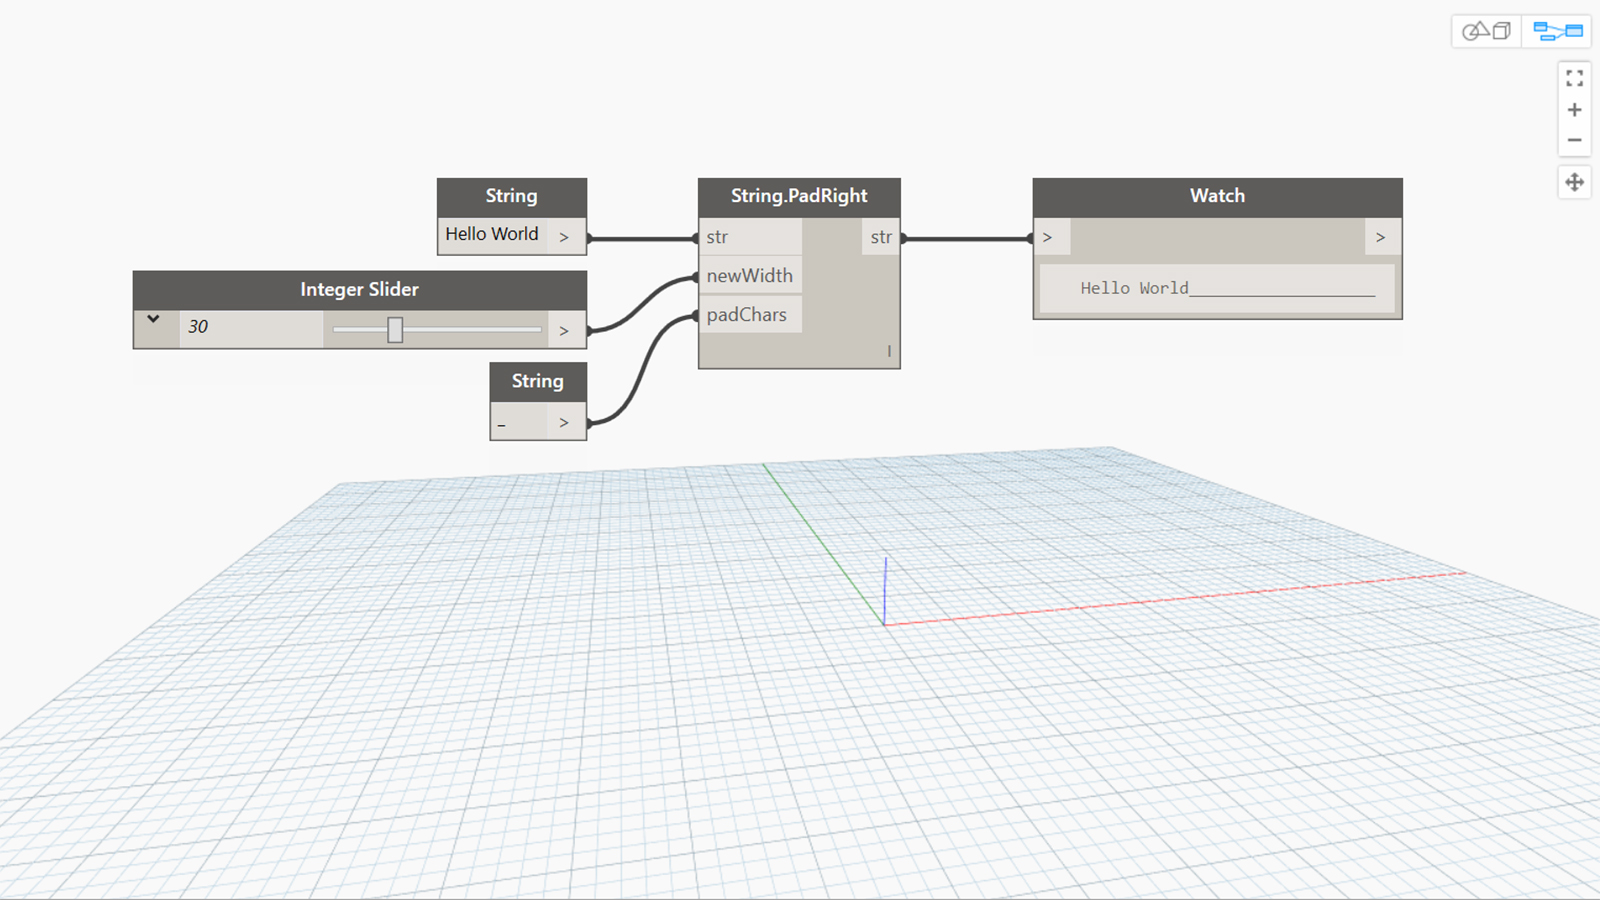 String
Hello World >
Integer Slider
30 >
String
_ >
String.PadRight
str str
newWidth
padChars
Watch
> >
Hello World___________________